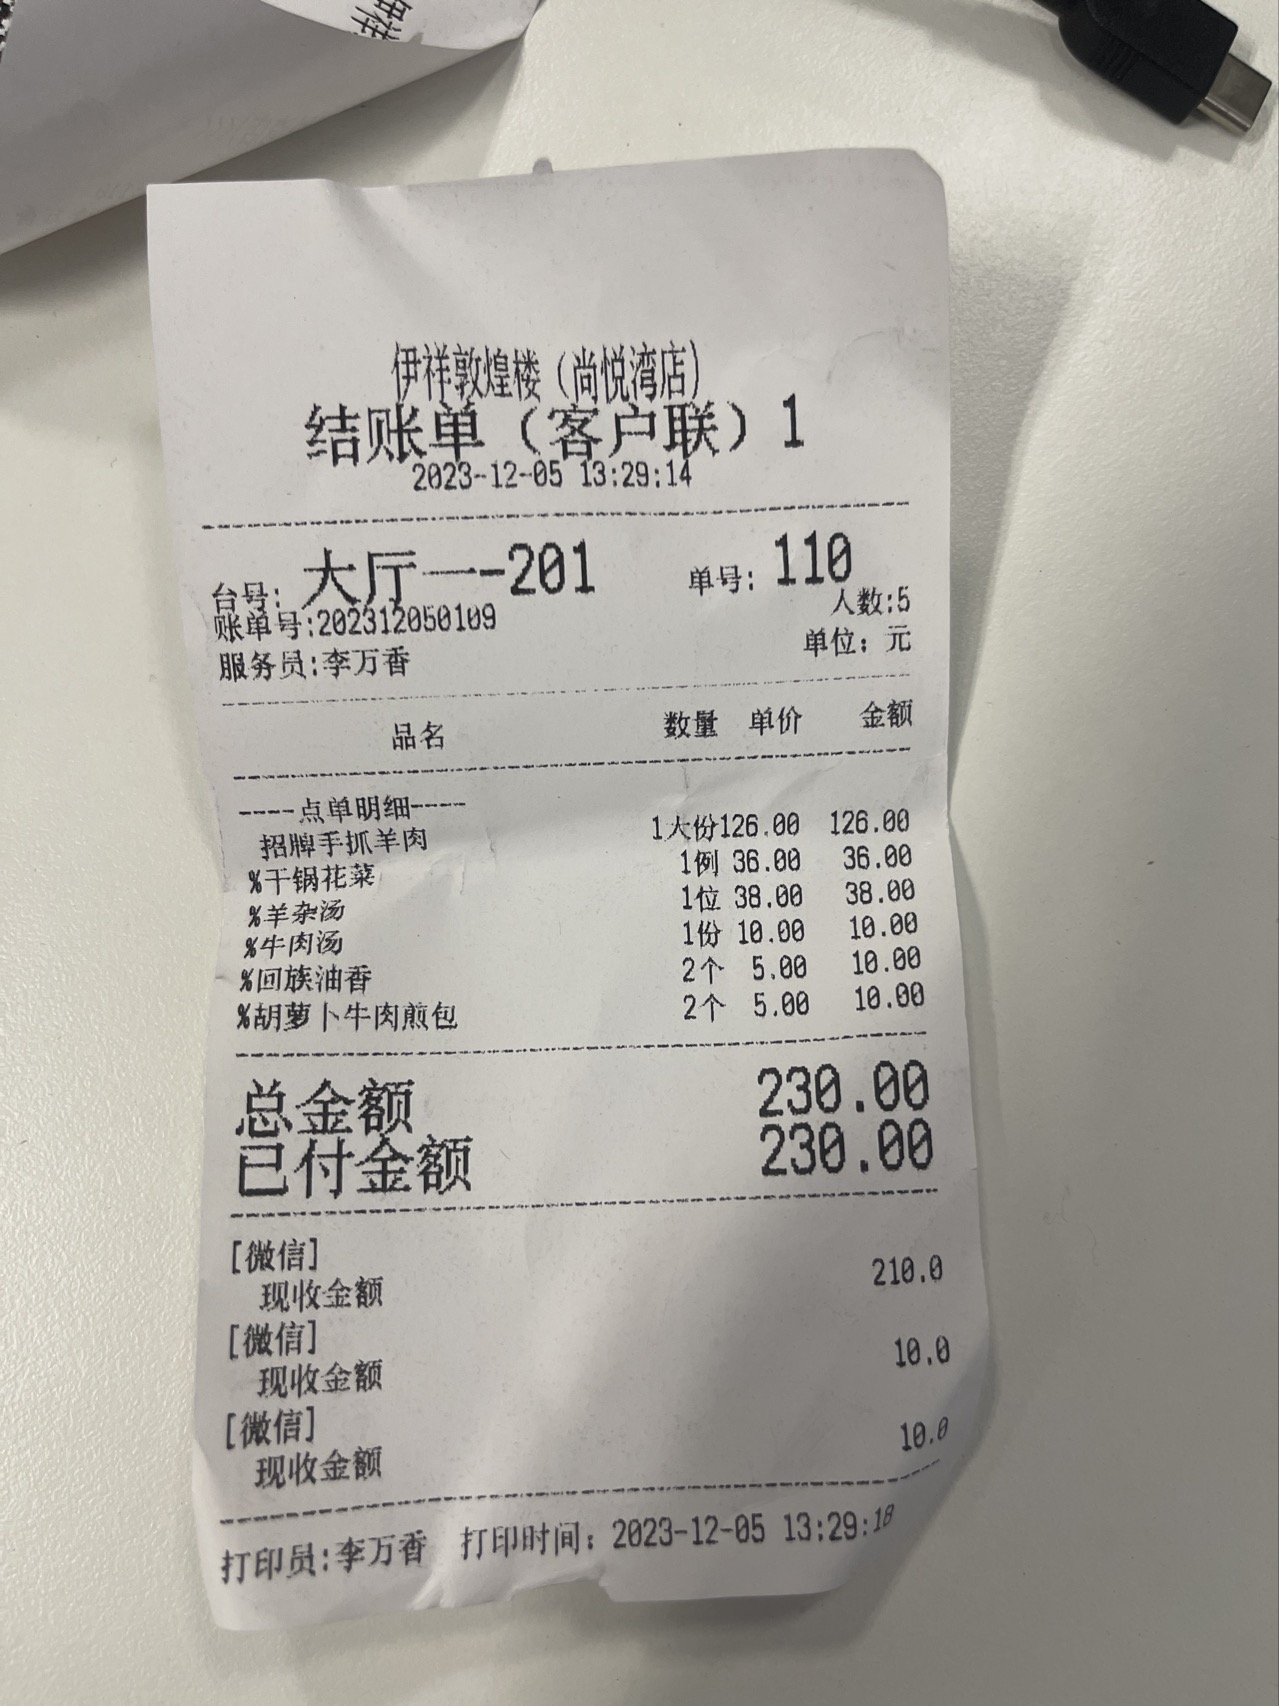 伊祥敦煌楼（尚悦湾店）
结账单（客户联）1
2023-12-05 13:29:14
台号: 大厅一-201 单号: 110
人数:5
账单号:202312050109
单位: 元
服务员:李万香
品名 数量 单价 金额
----点单明细----
招牌手抓羊肉 1大份126.00 126.00
%干锅花菜 1例 36.00 36.00
%羊杂汤 1位 38.00 38.00
%牛肉汤 1份 10.00 10.00
%回族油香 2个 5.00 10.00
%胡萝卜牛肉煎包 2个 5.00 10.00
总金额 230.00
已付金额 230.00
[微信]
现收金额 210.0
[微信]
现收金额 10.0
[微信]
现收金额 10.0
打印员:李万香 打印时间: 2023-12-05 13:29:18